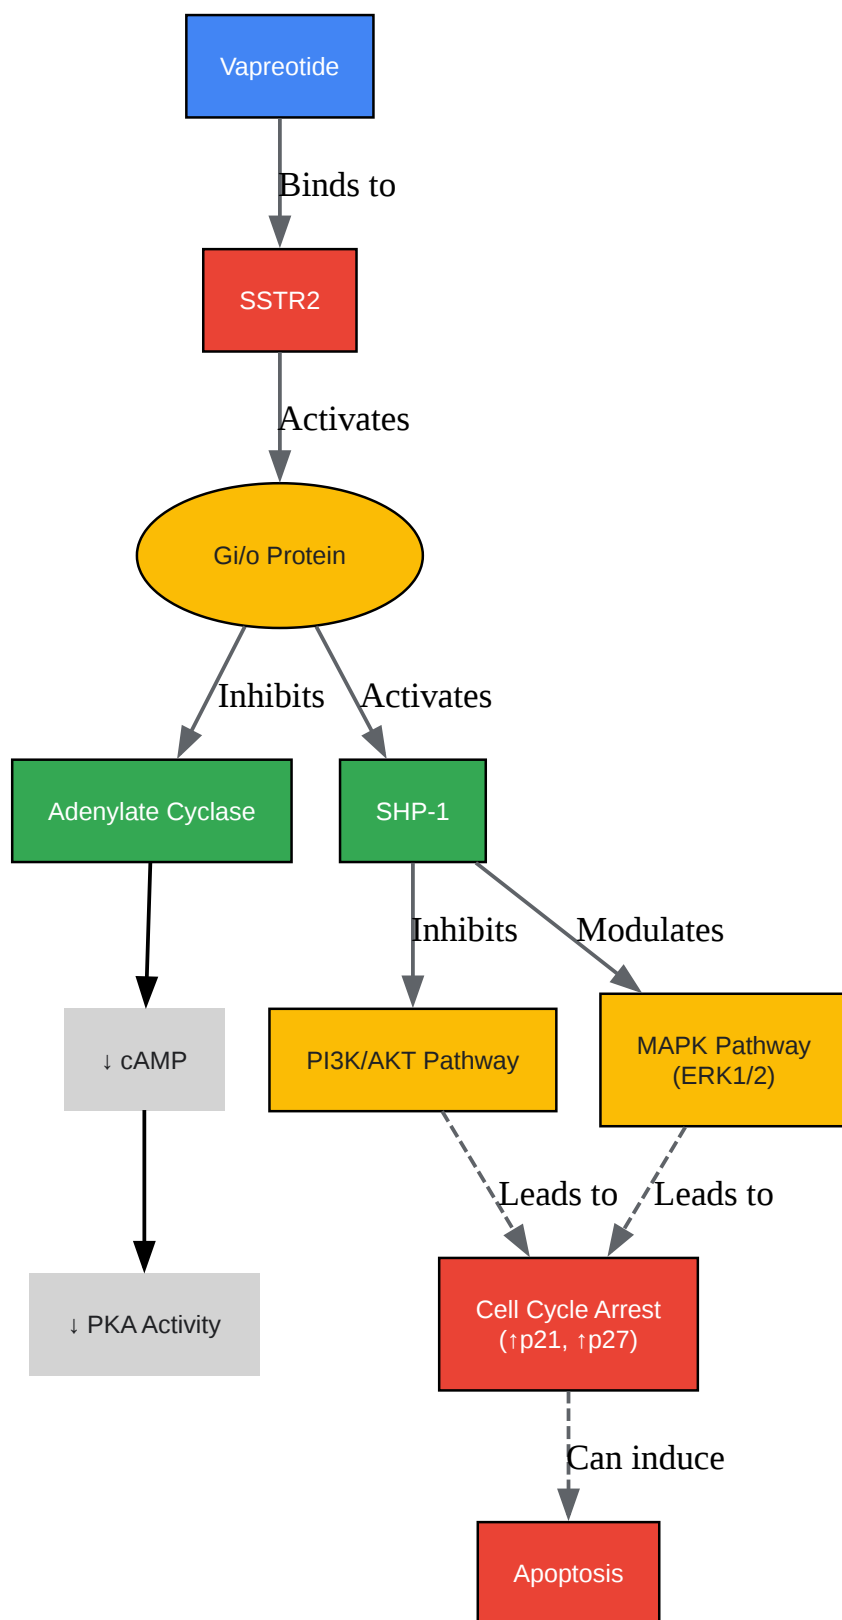 Vapreotide
Binds to
SSTR2
Activates
Gi/o Protein
Inhibits
Activates
Adenylate Cyclase
SHP-1
Inhibits
Modulates
↓ cAMP
PI3K/AKT Pathway
MAPK Pathway
(ERK1/2)
Leads to
Leads to
Cell Cycle Arrest
(↑p21, ↑p27)
↓ PKA Activity
Can induce
Apoptosis